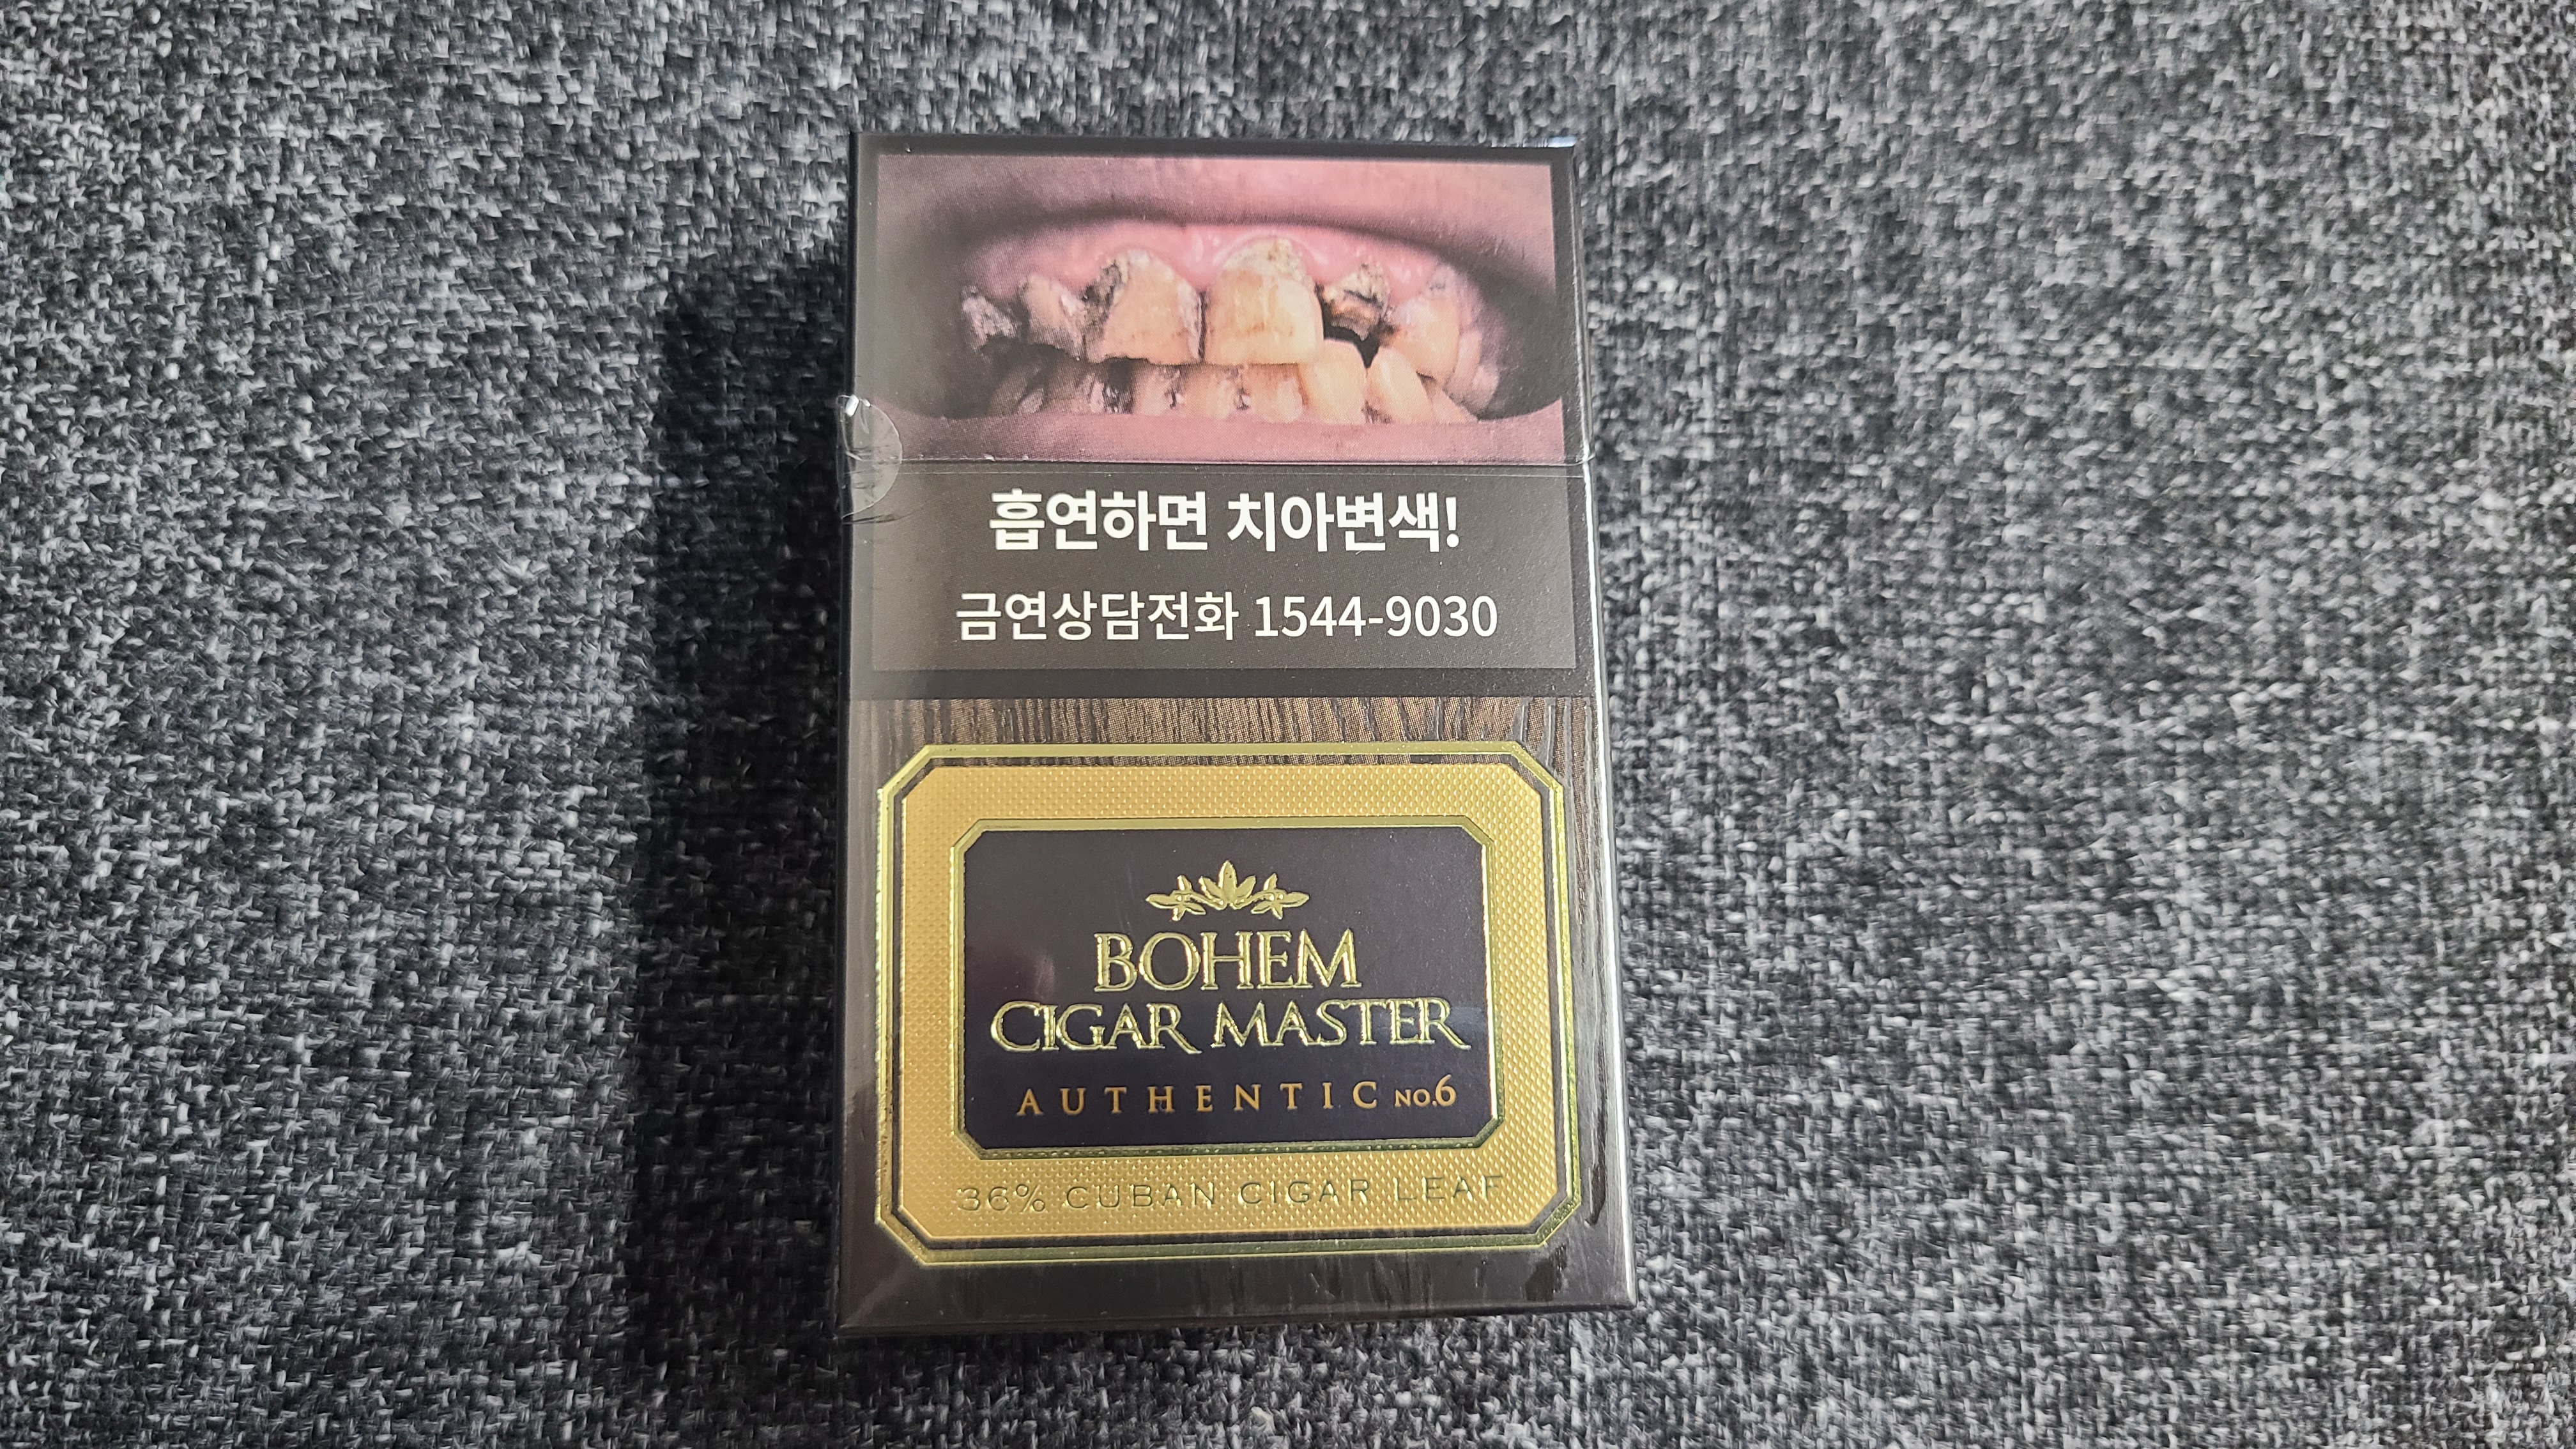 흡연하면 치아변색!
금연상담전화 1544-9030
BOHEM
CIGAR MASTER
AUTHENTIC NO.6
36% CUBAN CIGAR LEAF